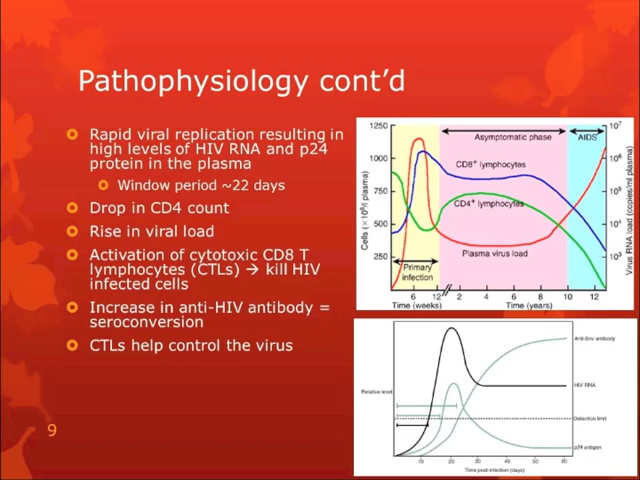 Pathophysiology cont'd
Rapid viral replication resulting in
high levels of HIV RNA and p24
protein in the plasma
Window period ~22 days
Drop in CD4 count
Rise in viral load
Activation of cytotoxic CD8 T
lymphocytes (CTLs) → kill HIV
infected cells
Increase in anti-HIV antibody =
seroconversion
CTLs help control the virus
9
1250
1000
750
500
250
Cells (×10⁶/l plasma)
Asymptomatic phase
AIDS
CD8⁺ lymphocytes
CD4⁺ lymphocytes
Plasma virus load
Primary
infection
10⁷
10⁶
10⁵
10⁴
10³
Virus RNA load (copies/ml plasma)
6 12 2 4 6 8 10 12
Time (weeks) Time (years)
Relative level
Anti-Env antibody
HIV RNA
Detection limit
p24 antigen
10 20 30 40 50 60
Time post-infection (days)